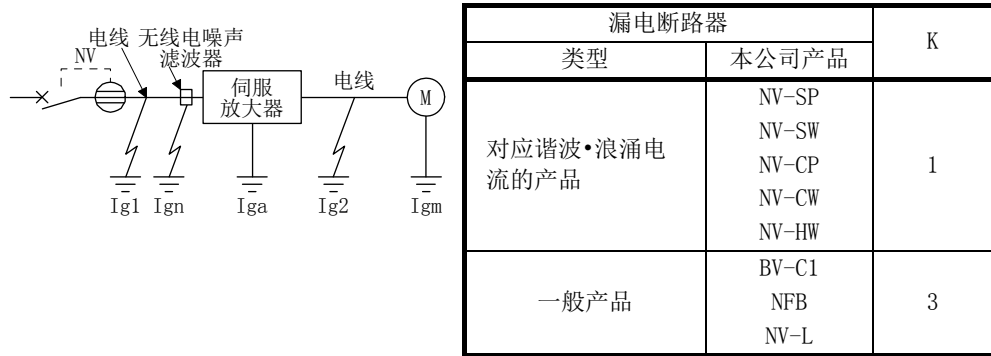 电线 无线电噪声
NV 滤波器
伺服
放大器
电线
M
Ig1 Ign Iga Ig2 Igm
漏电断路器 K
类型 本公司产品
对应谐波•浪涌电
流的产品
NV-SP
NV-SW
NV-CP
NV-CW
NV-HW
1
一般产品
BV-C1
NFB
NV-L
3